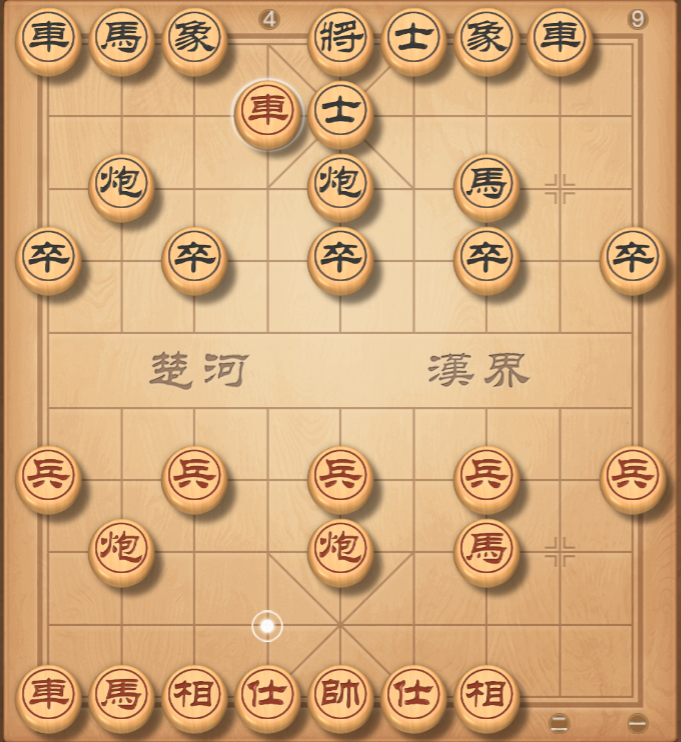 4 9
車 馬 象 將 士 象 車
車 士
炮 炮 馬
卒 卒 卒 卒 卒
楚河 漢界
兵 兵 兵 兵 兵
炮 炮 馬
車 馬 相 仕 帥 仕 相
二 一